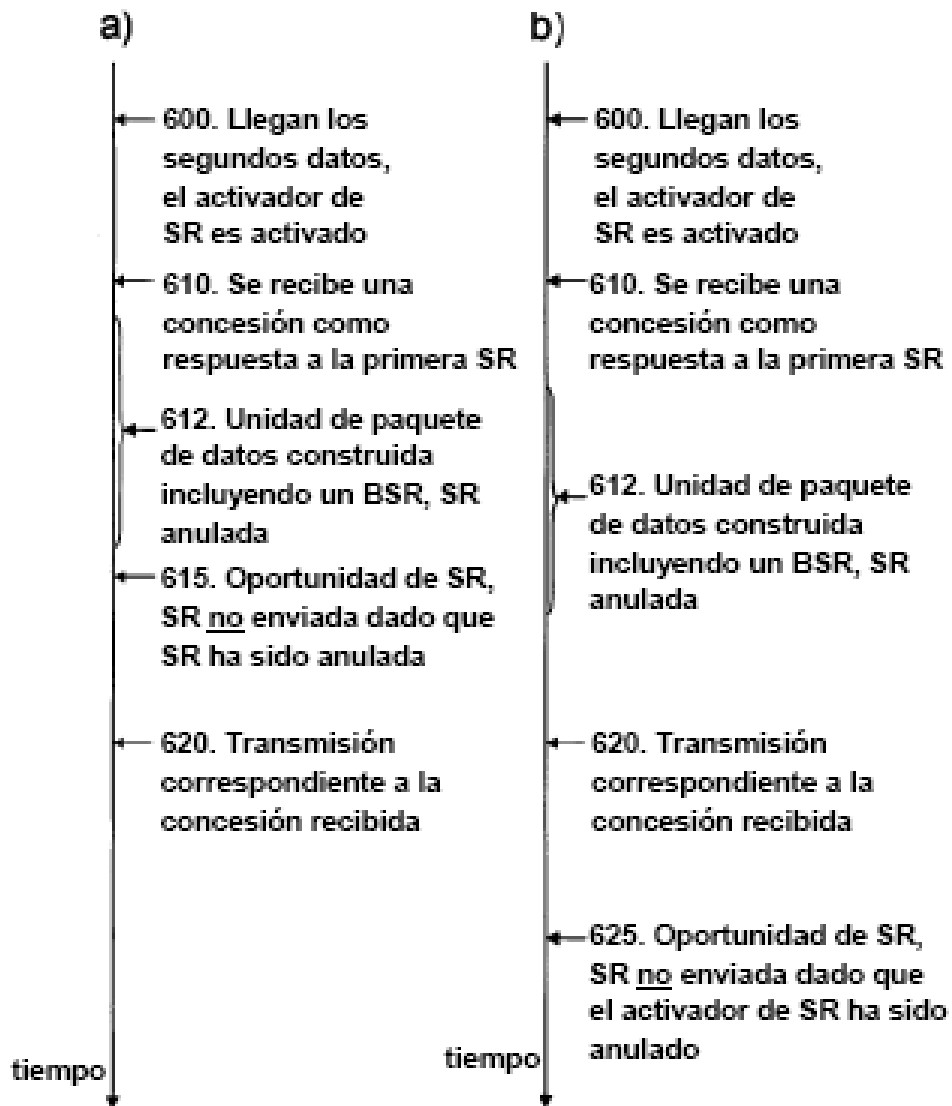 a)
600. Llegan los
segundos datos,
el activador de
SR es activado
610. Se recibe una
concesión como
respuesta a la primera SR
612. Unidad de paquete
de datos construida
incluyendo un BSR, SR
anulada
615. Oportunidad de SR,
SR no enviada dado que
SR ha sido anulada
620. Transmisión
correspondiente a la
concesión recibida
tiempo
b)
600. Llegan los
segundos datos,
el activador de
SR es activado
610. Se recibe una
concesión como
respuesta a la primera SR
612. Unidad de paquete
de datos construida
incluyendo un BSR, SR
anulada
620. Transmisión
correspondiente a la
concesión recibida
625. Oportunidad de SR,
SR no enviada dado que
el activador de SR ha sido
anulado
tiempo